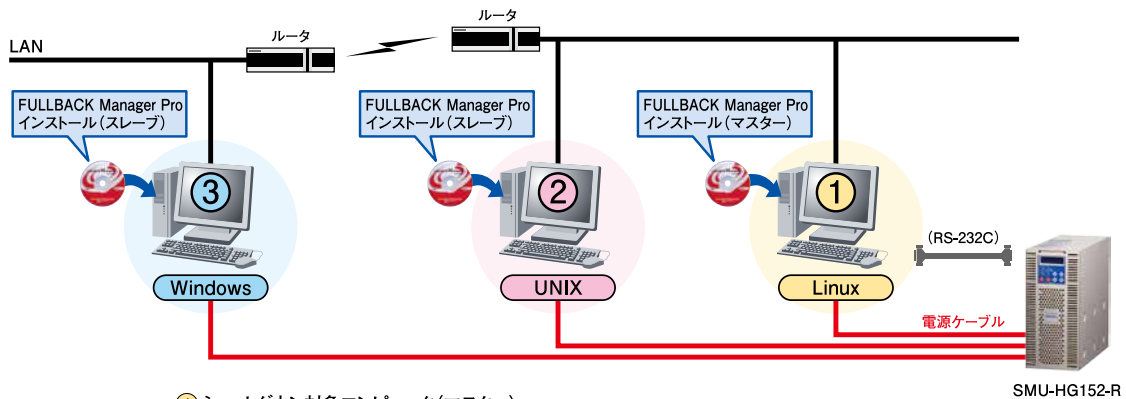 ルータ
ルータ
LAN
FULLBACK Manager Pro
インストール(スレーブ)
FULLBACK Manager Pro
インストール(スレーブ)
FULLBACK Manager Pro
インストール(マスター)
③
②
①
(RS-232C)
Windows
UNIX
Linux
電源ケーブル
SMU-HG152-R